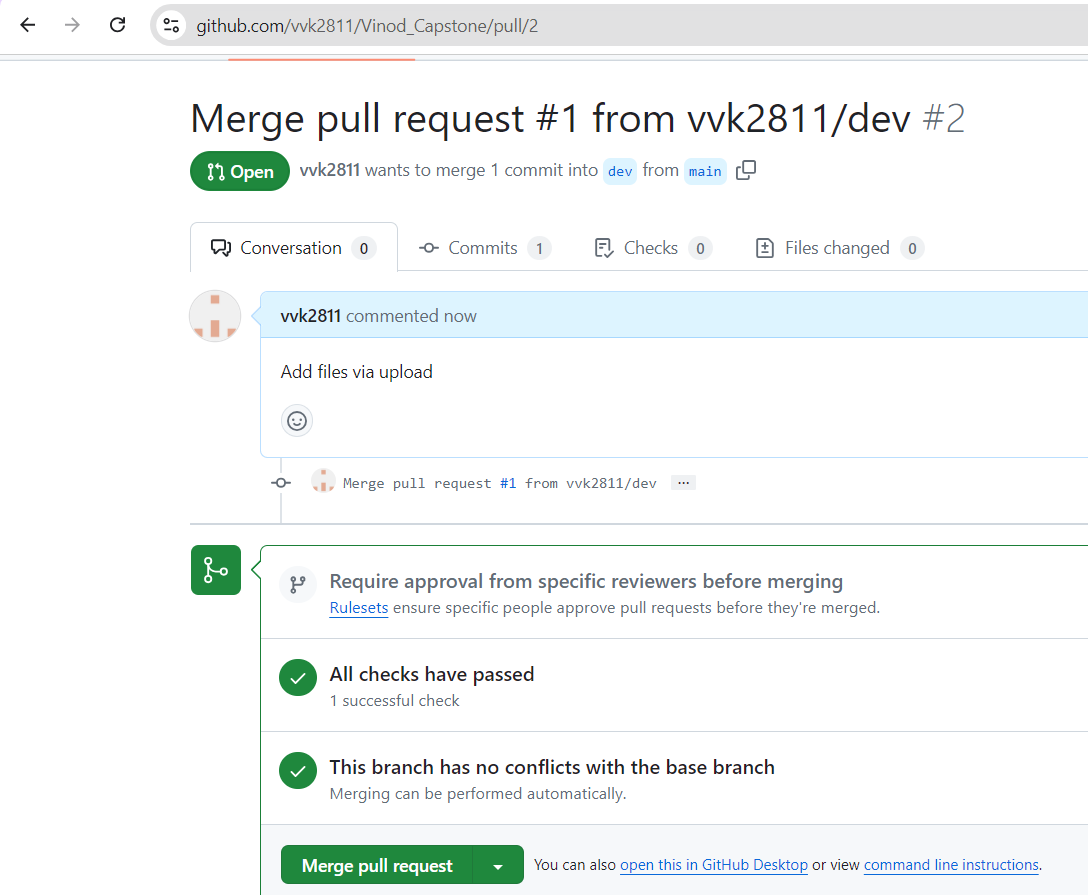 github.com/vvk2811/Vinod_Capstone/pull/2
Merge pull request #1 from vvk2811/dev #2
Open vvk2811 wants to merge 1 commit into dev from main
Conversation 0 Commits 1 Checks 0 Files changed 0
vvk2811 commented now
Add files via upload
Merge pull request #1 from vvk2811/dev ...
Require approval from specific reviewers before merging
Rulesets ensure specific people approve pull requests before they're merged.
All checks have passed
1 successful check
This branch has no conflicts with the base branch
Merging can be performed automatically.
Merge pull request You can also open this in GitHub Desktop or view command line instructions.